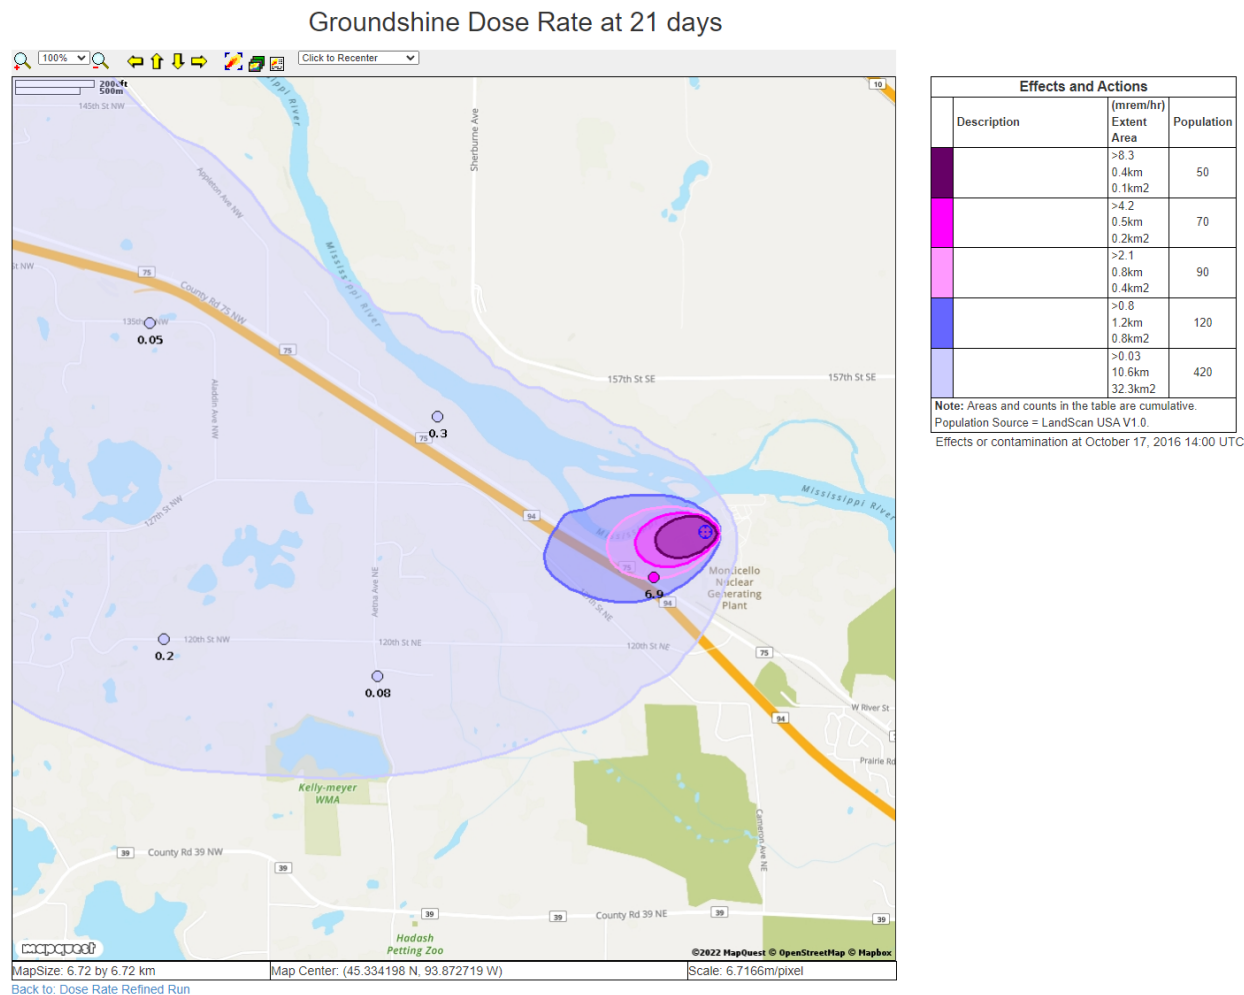 Groundshine Dose Rate at 21 days
100%
Click to Recenter
500m
145th St NW
Mississippi River
Sherburne Ave
10
Appleton Ave NW
Mississippi River
St NW
75
County Rd 75 NW
135th St NW
0.05
75
157th St SE
157th St SE
Aladdin Ave NW
75
0.3
127th St NW
94
Mississippi River
75
Monticello
Nuclear
Generating
Plant
6.9
94
Aetna Ave NE
120th St NW
120th St NE
120th St NE
0.2
75
0.08
W River St
94
Prairie Rd
Kelly-meyer
WMA
Cameron Ave NE
39
County Rd 39 NW
39
39
39
County Rd 39 NE
39
39
Hadash
Petting Zoo
mapquest
©2022 MapQuest © OpenStreetMap © Mapbox
MapSize: 6.72 by 6.72 km
Map Center: (45.334198 N, 93.872719 W)
Scale: 6.7166m/pixel
Back to: Dose Rate Refined Run
Effects and Actions
Description
(mrem/hr)
Extent
Area
Population
>8.3
0.4km
0.1km2
50
>4.2
0.5km
0.2km2
70
>2.1
0.8km
0.4km2
90
>0.8
1.2km
0.8km2
120
>0.03
10.6km
32.3km2
420
Note: Areas and counts in the table are cumulative.
Population Source = LandScan USA V1.0.
Effects or contamination at October 17, 2016 14:00 UTC